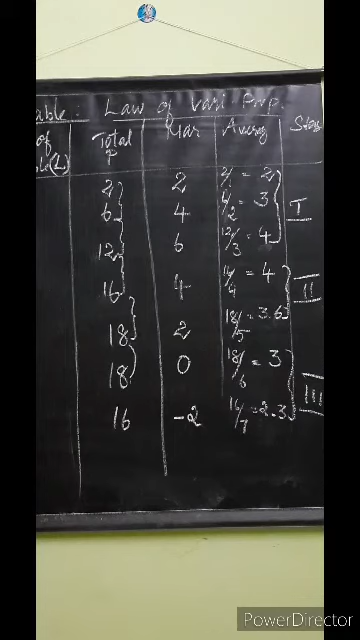 able Law of Vari Prop.
of Total Mar Average Stag
ble(L) P
2 2 2/1 = 2
6 4 6/2 = 3 I
12 6 12/3 = 4
16 4 16/4 = 4 II
18 2 18/5 = 3.6
18 0 18/6 = 3
16 -2 16/7 = 2.3 III
PowerDirector